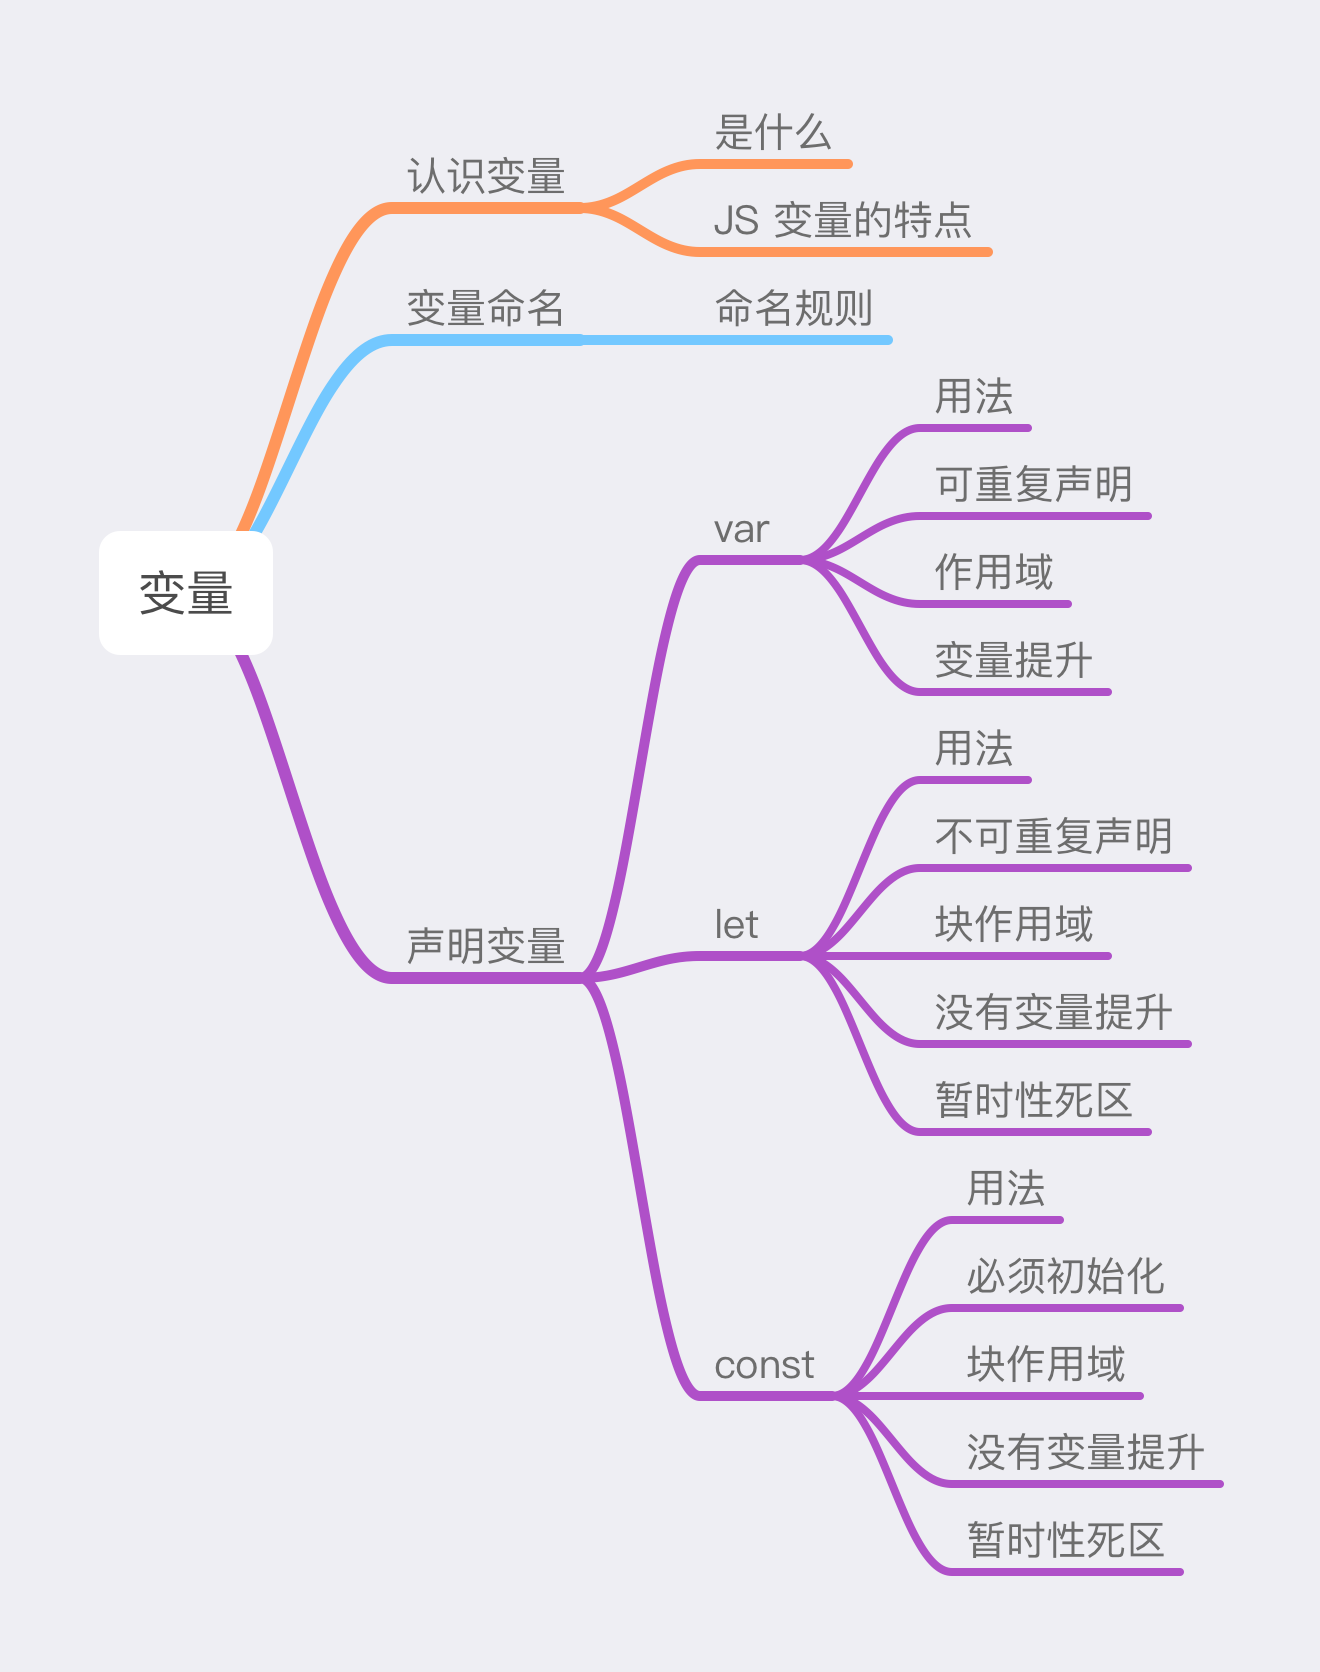 是什么
认识变量
JS 变量的特点
变量命名
命名规则
用法
可重复声明
var
作用域
变量
变量提升
用法
不可重复声明
let
块作用域
声明变量
没有变量提升
暂时性死区
用法
必须初始化
const
块作用域
没有变量提升
暂时性死区